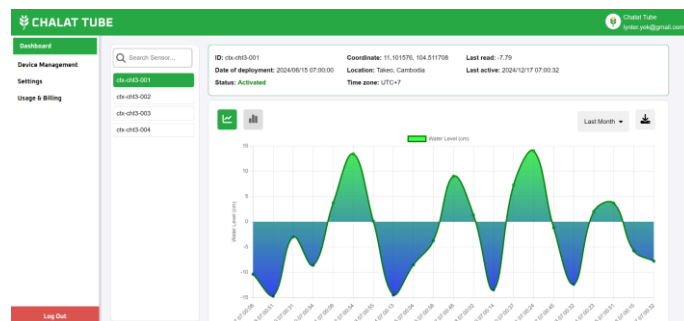 CHALAT TUBE
Chalat Tube
lynter.yek@gmail.com
Dashboard
Device Management
Settings
Usage & Billing
Log Out
Search Sensor...
ctx-cht3-001
ctx-cht3-002
ctx-cht3-003
ctx-cht3-004
ID: ctx-cht3-001
Coordinate: 11.101576, 104.511708
Last read: -7.79
Date of deployment: 2024/06/15 07:00:00
Location: Takeo, Cambodia
Last active: 2024/12/17 07:00:32
Status: Activated
Time zone: UTC+7
Last Month
Water Level (cm)
Water Level (cm)
15
10
5
0
-5
-10
-15